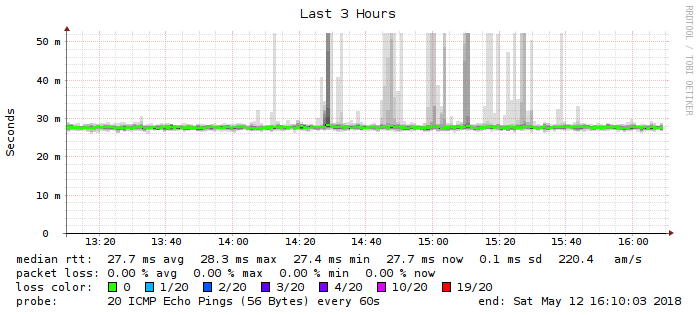 Last 3 Hours
RRDTOOL / TOBI OETIKER
Seconds
50 m
40 m
30 m
20 m
10 m
0
13:20 13:40 14:00 14:20 14:40 15:00 15:20 15:40 16:00
median rtt: 27.7 ms avg 28.3 ms max 27.4 ms min 27.7 ms now 0.1 ms sd 220.4 am/s
packet loss: 0.00 % avg 0.00 % max 0.00 % min 0.00 % now
loss color: 0 1/20 2/20 3/20 4/20 10/20 19/20
probe: 20 ICMP Echo Pings (56 Bytes) every 60s end: Sat May 12 16:10:03 2018